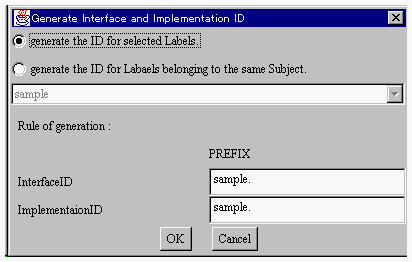 Generate Interface and Implementation ID
generate the ID for selected Labels.
generate the ID for Labaels belonging to the same Subject.
sample
Rule of generation :
PREFIX
InterfaceID sample.
ImplementaionID sample.
OK Cancel